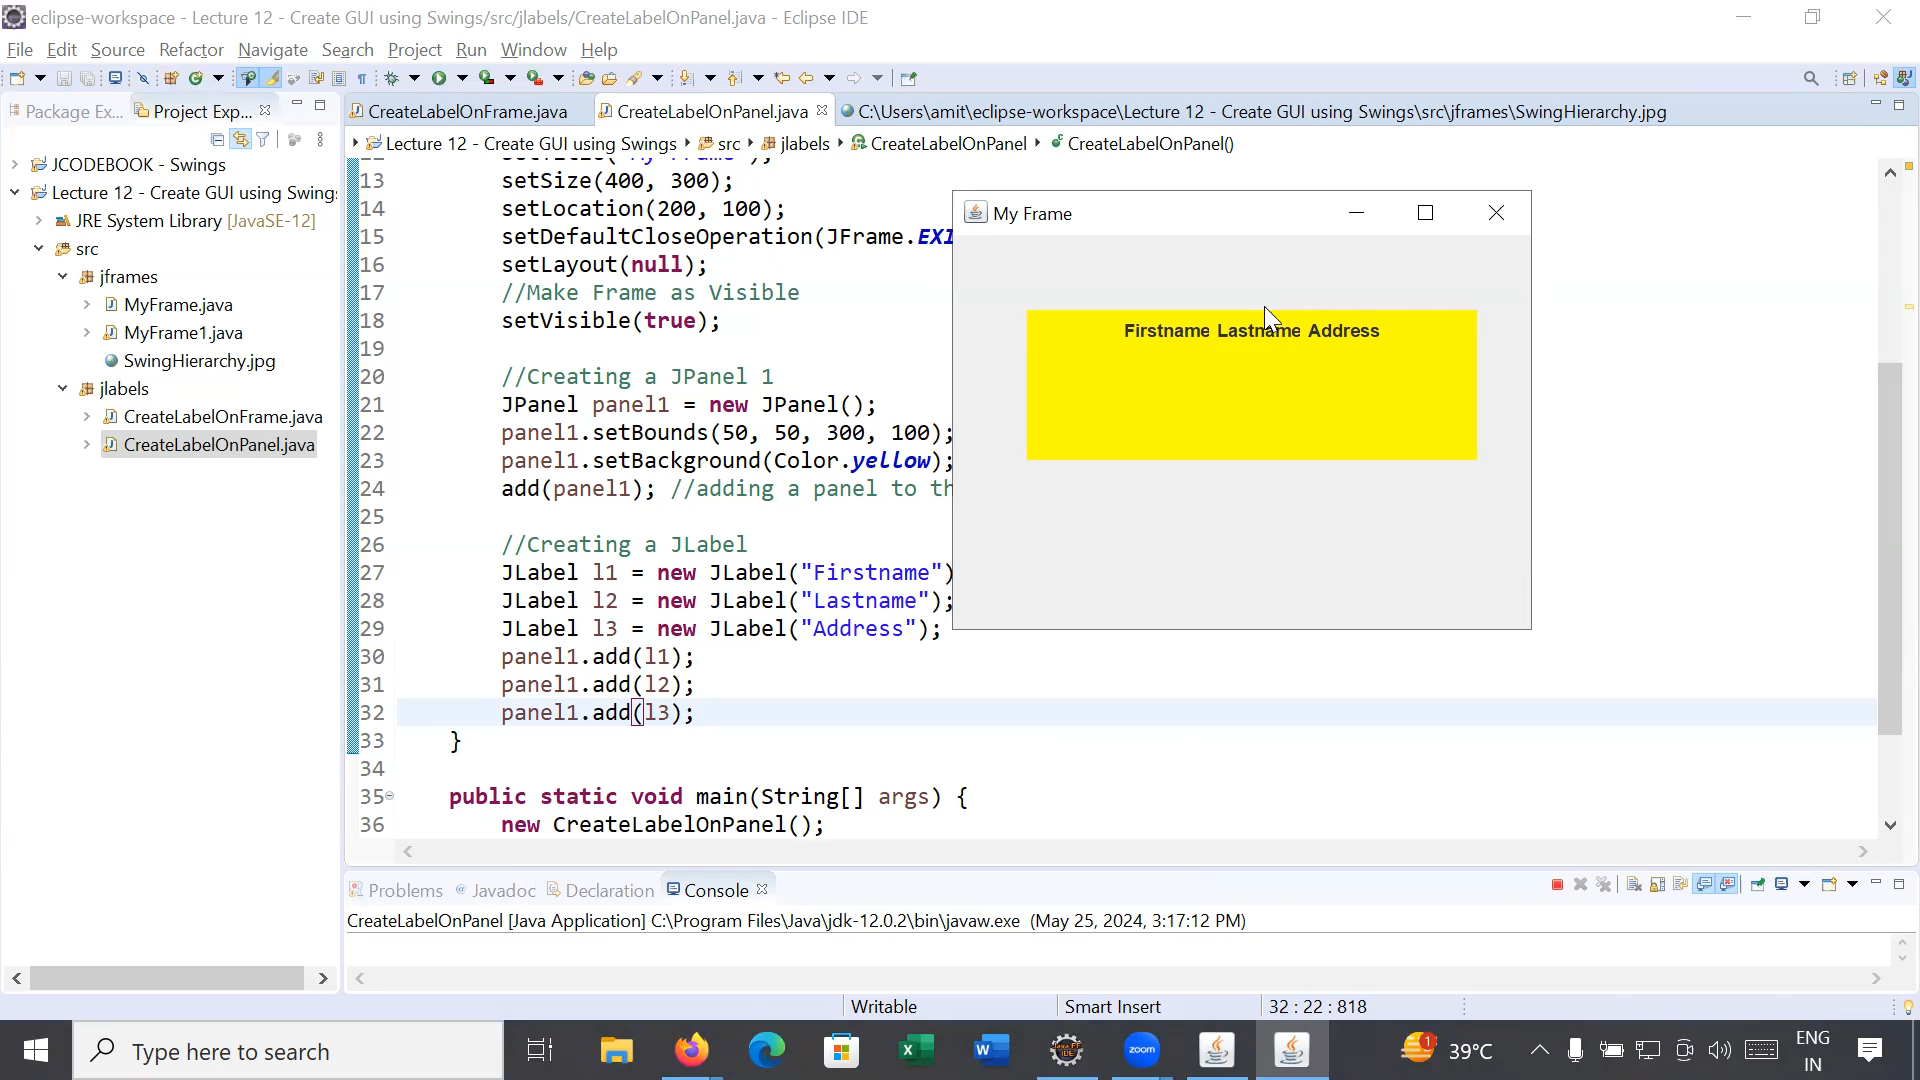 eclipse-workspace - Lecture 12 - Create GUI using Swings/src/jlabels/CreateLabelOnPanel.java - Eclipse IDE
File Edit Source Refactor Navigate Search Project Run Window Help
Package Ex... Project Exp...
CreateLabelOnFrame.java CreateLabelOnPanel.java C:\Users\amit\eclipse-workspace\Lecture 12 - Create GUI using Swings\src\jframes\SwingHierarchy.jpg
Lecture 12 - Create GUI using Swings src jlabels CreateLabelOnPanel CreateLabelOnPanel()
JCODEBOOK - Swings
Lecture 12 - Create GUI using Swing
JRE System Library [JavaSE-12]
src
jframes
MyFrame.java
MyFrame1.java
SwingHierarchy.jpg
jlabels
CreateLabelOnFrame.java
CreateLabelOnPanel.java
13 setSize(400, 300);
14 setLocation(200, 100);
15 setDefaultCloseOperation(JFrame.EXI
16 setLayout(null);
17 //Make Frame as Visible
18 setVisible(true);
19
20 //Creating a JPanel 1
21 JPanel panel1 = new JPanel();
22 panel1.setBounds(50, 50, 300, 100);
23 panel1.setBackground(Color.yellow);
24 add(panel1); //adding a panel to th
25
26 //Creating a JLabel
27 JLabel l1 = new JLabel("Firstname")
28 JLabel l2 = new JLabel("Lastname");
29 JLabel l3 = new JLabel("Address");
30 panel1.add(l1);
31 panel1.add(l2);
32 panel1.add(l3);
33 }
34
35 public static void main(String[] args) {
36 new CreateLabelOnPanel();
My Frame
Firstname Lastname Address
Problems Javadoc Declaration Console
CreateLabelOnPanel [Java Application] C:\Program Files\Java\jdk-12.0.2\bin\javaw.exe (May 25, 2024, 3:17:12 PM)
Writable Smart Insert 32 : 22 : 818
Type here to search
zoom
1
39°C
ENG
IN